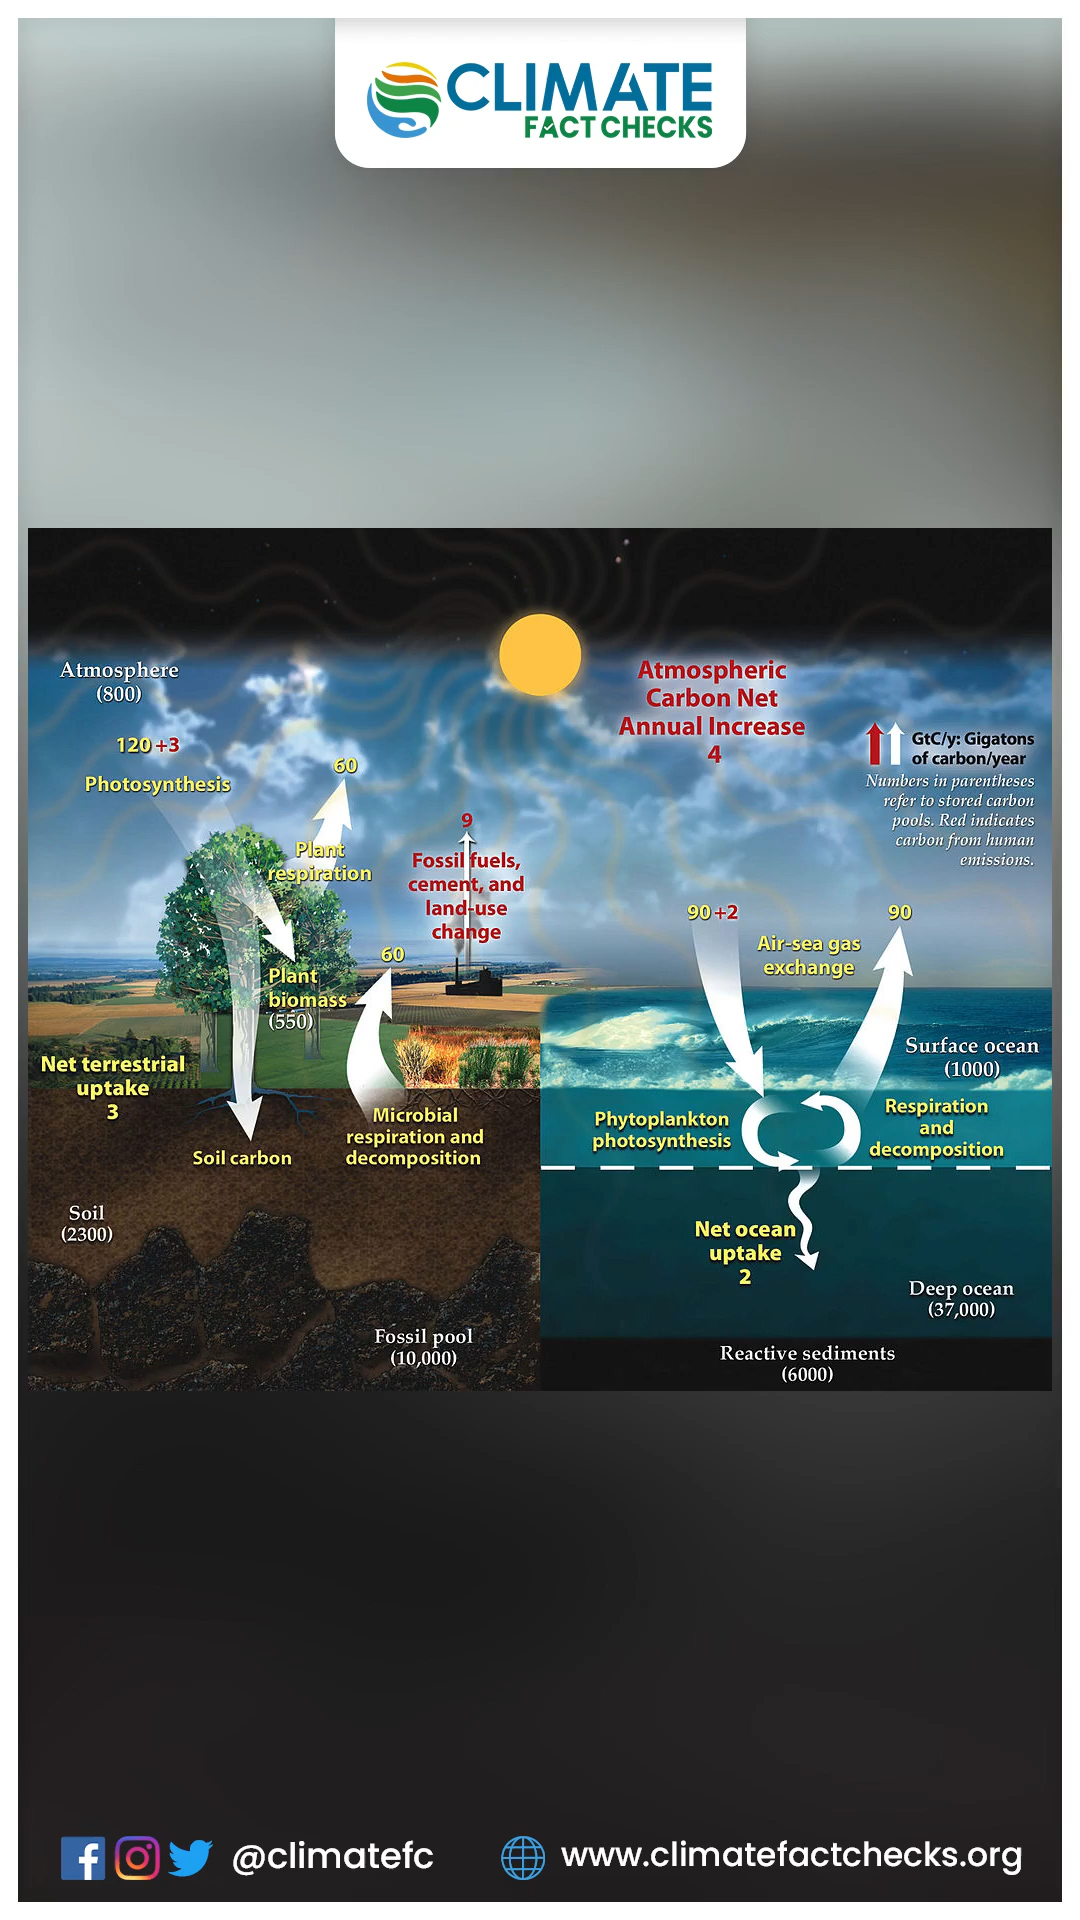 CLIMATE
FACT CHECKS
Atmosphere
(800)
120 +3
Photosynthesis
60
Plant
respiration
Plant
biomass
(550)
9
Fossil fuels,
cement, and
land-use
change
60
Atmospheric
Carbon Net
Annual Increase
4
GtC/y: Gigatons
of carbon/year
Numbers in parentheses
refer to stored carbon
pools. Red indicates
carbon from human
emissions.
90 +2
90
Air-sea gas
exchange
Net terrestrial
uptake
3
Soil carbon
Microbial
respiration and
decomposition
Surface ocean
(1000)
Phytoplankton
photosynthesis
Respiration
and
decomposition
Soil
(2300)
Net ocean
uptake
2
Deep ocean
(37,000)
Fossil pool
(10,000)
Reactive sediments
(6000)
@climatefc
www.climatefactchecks.org